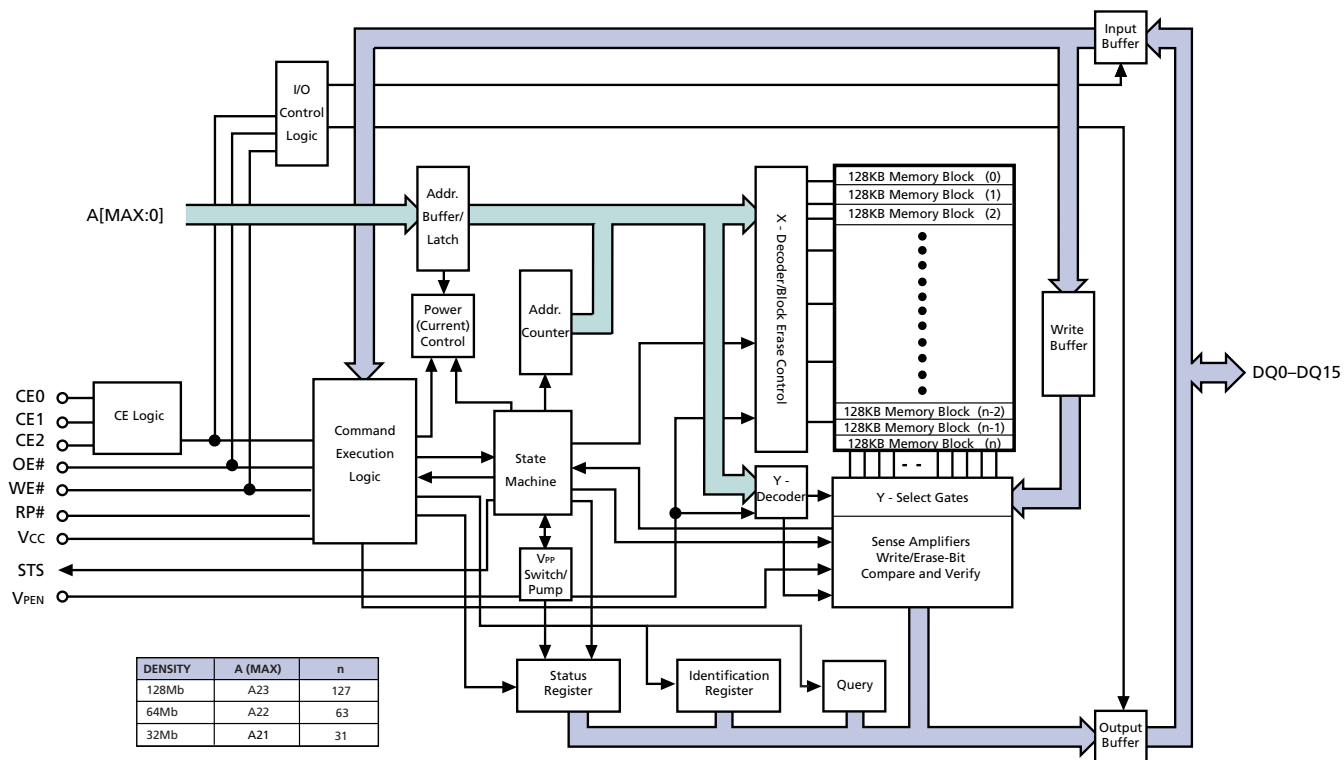 Input
Buffer
I/O
Control
Logic
A[MAX:0]
Addr.
Buffer/
Latch
X - Decoder/Block Erase Control
128KB Memory Block (0)
128KB Memory Block (1)
128KB Memory Block (2)
Power
(Current)
Control
Addr.
Counter
Write
Buffer
DQ0–DQ15
128KB Memory Block (n-2)
128KB Memory Block (n-1)
128KB Memory Block (n)
CE0
CE1
CE2
OE#
WE#
RP#
VCC
STS
VPEN
CE Logic
Command
Execution
Logic
State
Machine
Y -
Decoder
Y - Select Gates
Sense Amplifiers
Write/Erase-Bit
Compare and Verify
VPP
Switch/
Pump
Status
Register
Identification
Register
Query
Output
Buffer
DENSITY A (MAX) n
128Mb A23 127
64Mb A22 63
32Mb A21 31